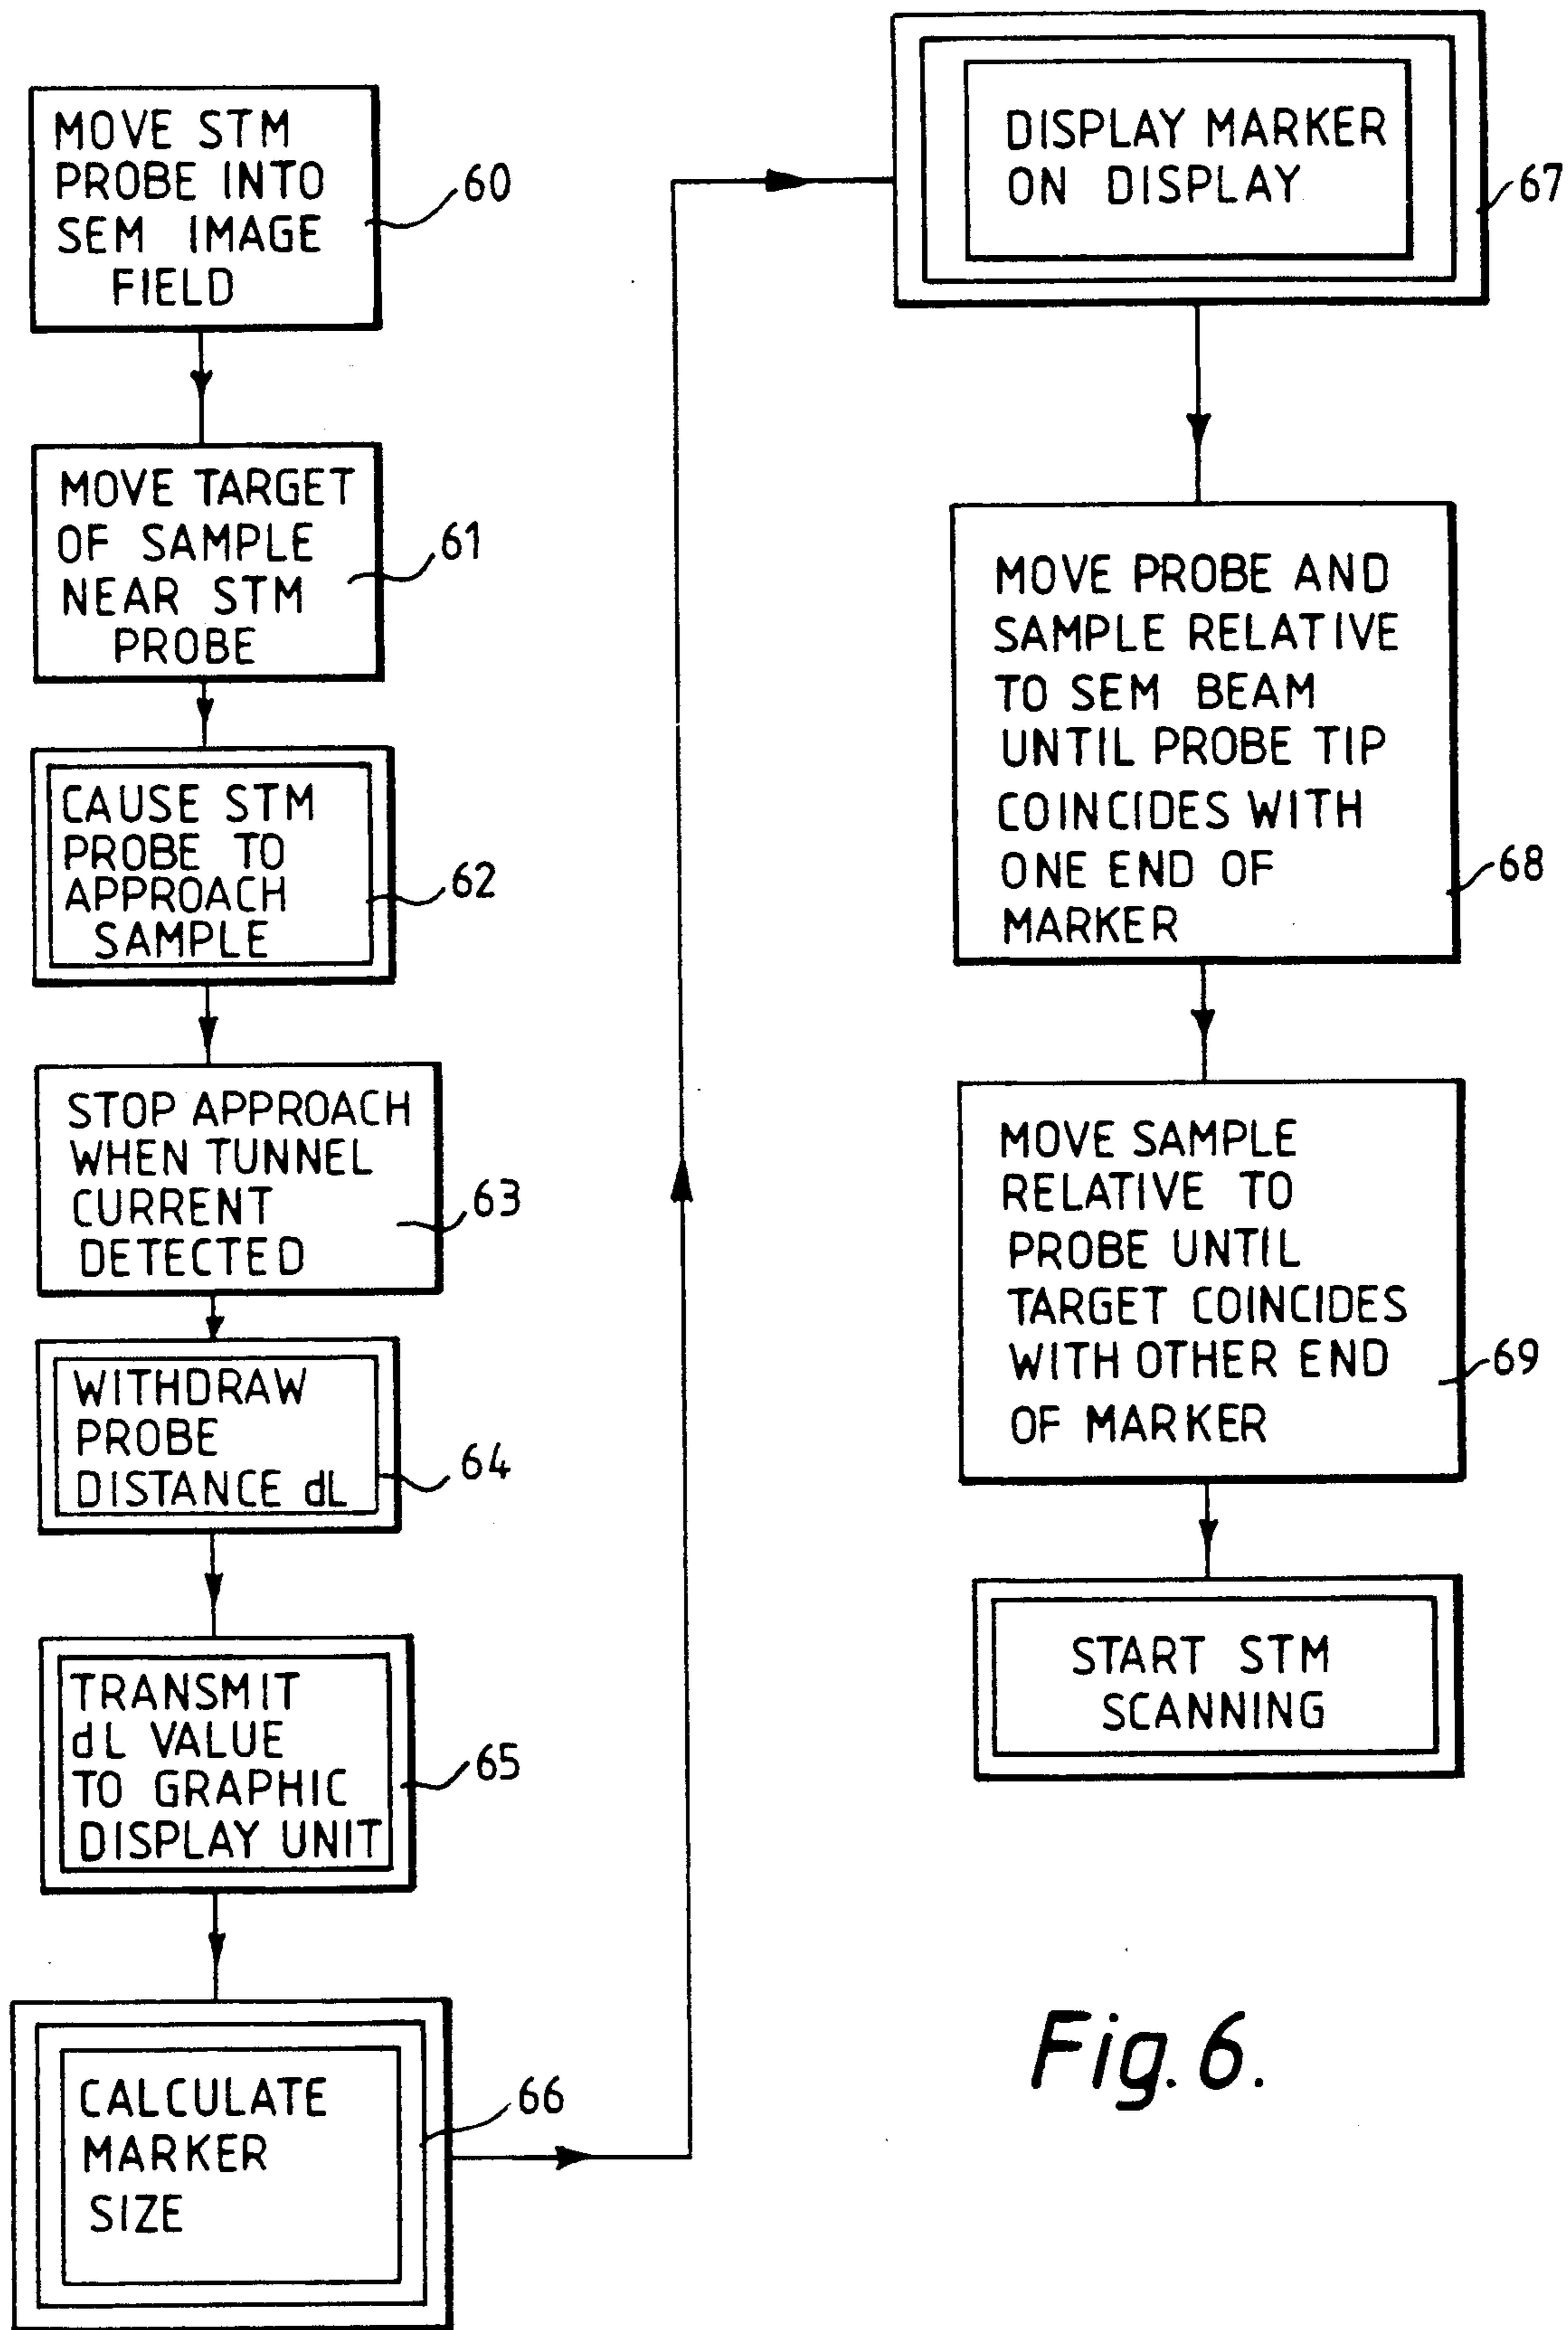 MOVE STM
PROBE INTO
SEM IMAGE
FIELD
60
MOVE TARGET
OF SAMPLE
NEAR STM
PROBE
61
CAUSE STM
PROBE TO
APPROACH
SAMPLE
62
STOP APPROACH
WHEN TUNNEL
CURRENT
DETECTED
63
WITHDRAW
PROBE
DISTANCE dL
64
TRANSMIT
dL VALUE
TO GRAPHIC
DISPLAY UNIT
65
CALCULATE
MARKER
SIZE
66
DISPLAY MARKER
ON DISPLAY
67
MOVE PROBE AND
SAMPLE RELATIVE
TO SEM BEAM
UNTIL PROBE TIP
COINCIDES WITH
ONE END OF
MARKER
68
MOVE SAMPLE
RELATIVE TO
PROBE UNTIL
TARGET COINCIDES
WITH OTHER END
OF MARKER
69
START STM
SCANNING
Fig. 6.